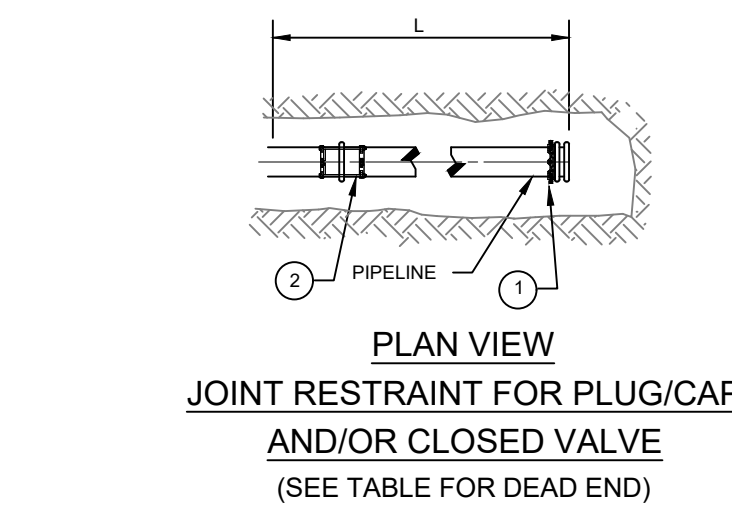 L
2
PIPELINE
1
PLAN VIEW
JOINT RESTRAINT FOR PLUG/CAP
AND/OR CLOSED VALVE
(SEE TABLE FOR DEAD END)